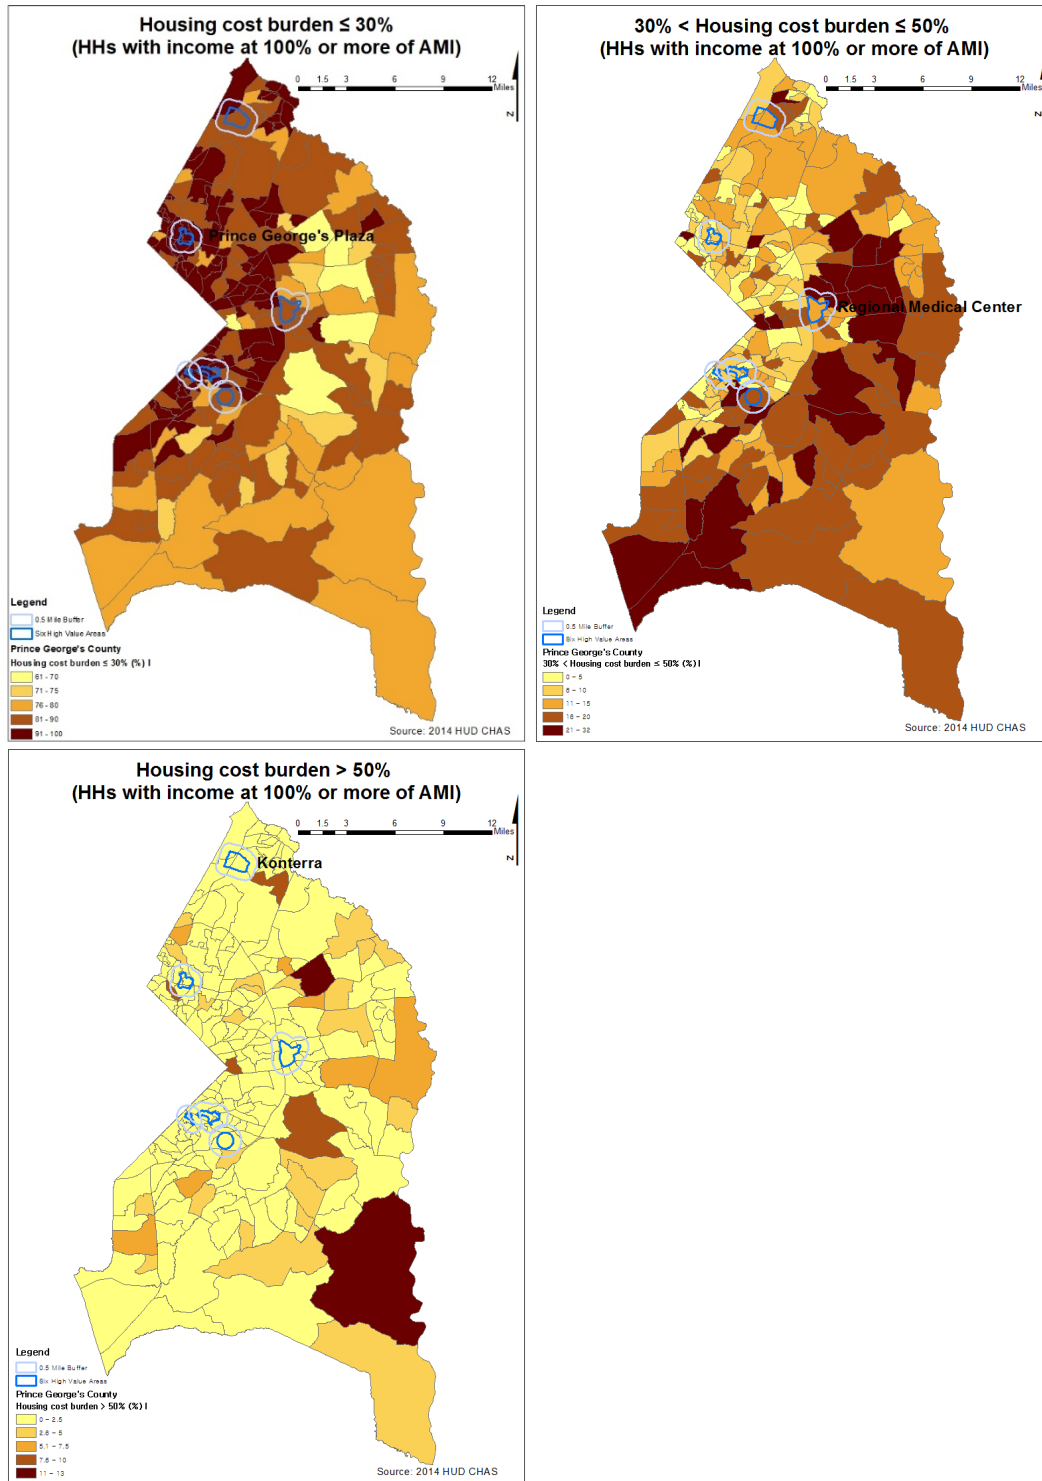 Housing cost burden ≤ 30%
(HHs with income at 100% or more of AMI)
0 1.5 3 6 9 12
Miles
N
Prince George's Plaza
Legend
0.5 Mile Buffer
Six High Value Areas
Prince George's County
Housing cost burden ≤ 30% (%) I
61 - 70
71 - 75
76 - 80
81 - 90
91 - 100
Source: 2014 HUD CHAS
30% < Housing cost burden ≤ 50%
(HHs with income at 100% or more of AMI)
0 1.5 3 6 9 12
Miles
N
Regional Medical Center
Legend
0.5 Mile Buffer
Six High Value Areas
Prince George's County
30% < Housing cost burden ≤ 50% (%) I
0 – 5
6 – 10
11 – 15
16 – 20
21 – 32
Source: 2014 HUD CHAS
Housing cost burden > 50%
(HHs with income at 100% or more of AMI)
0 1.5 3 6 9 12
Miles
N
Konterra
Legend
0.5 Mile Buffer
Six High Value Areas
Prince George's County
Housing cost burden > 50% (%) I
0 – 2.5
2.6 – 5
5.1 – 7.5
7.6 – 10
11 – 13
Source: 2014 HUD CHAS